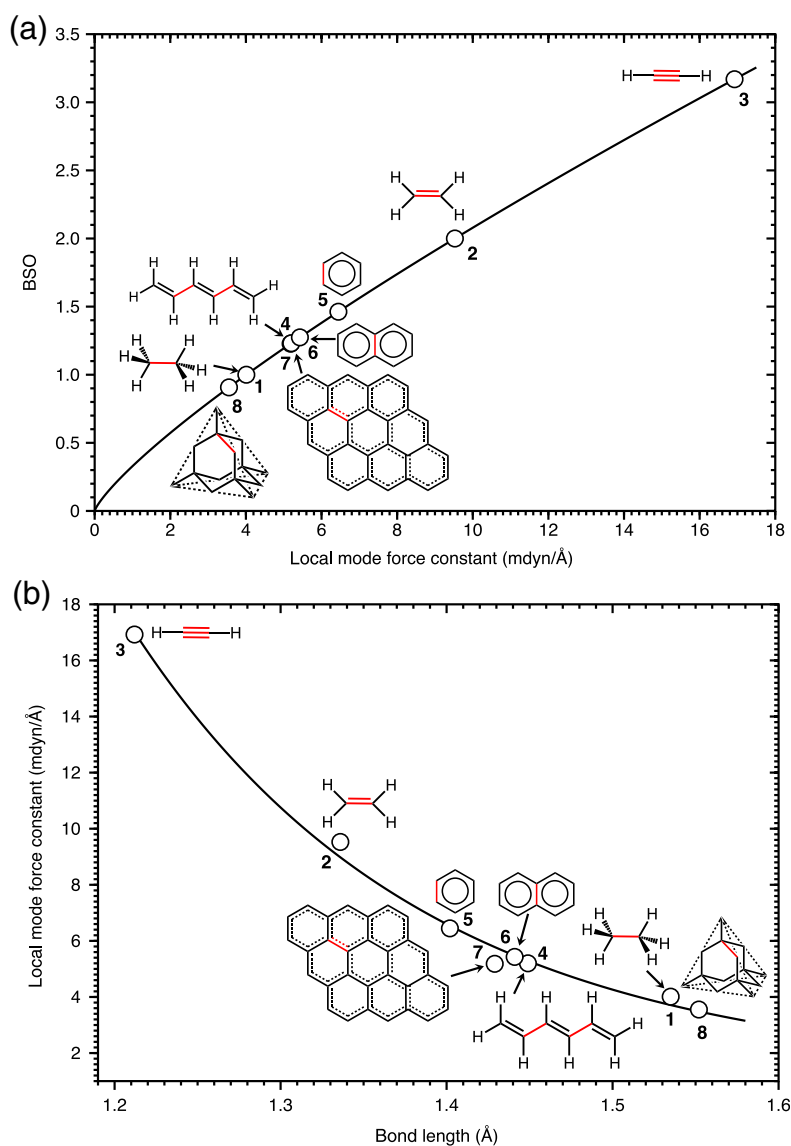 (a)
3.5
3.0
2.5
2.0
1.5
1.0
0.5
0
BSO
0 2 4 6 8 10 12 14 16 18
Local mode force constant (mdyn/Å)
H H
3
H H
H H
2
H H H H
H H H H
5
4
7
6
H H
H H H H
1
8
(b)
18
16
14
12
10
8
6
4
2
Local mode force constant (mdyn/Å)
1.2 1.3 1.4 1.5 1.6
Bond length (Å)
3
H H
H H
H H
2
5
6
7
4
H H H H
H H H H
H H
H H H H
1
8